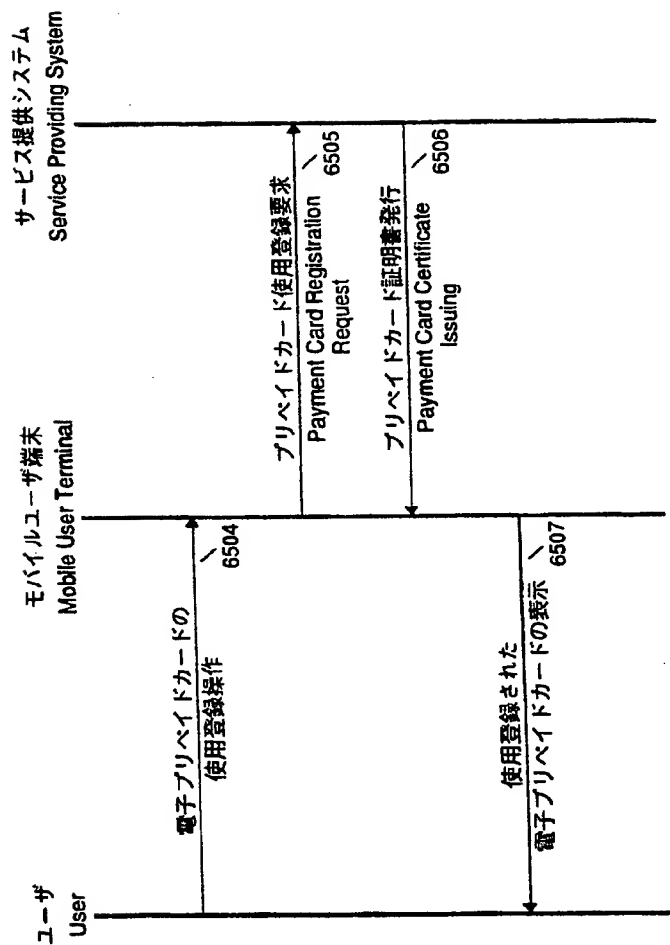 ユーザ
User
モバイルユーザ端末
Mobile User Terminal
サービス提供システム
Service Providing System
電子プリペイドカードの
使用登録操作
6504
プリペイドカード使用登録要求
Payment Card Registration
Request
6505
プリペイドカード証明書発行
Payment Card Certificate
Issuing
6506
使用登録された
電子プリペイドカードの表示
6507